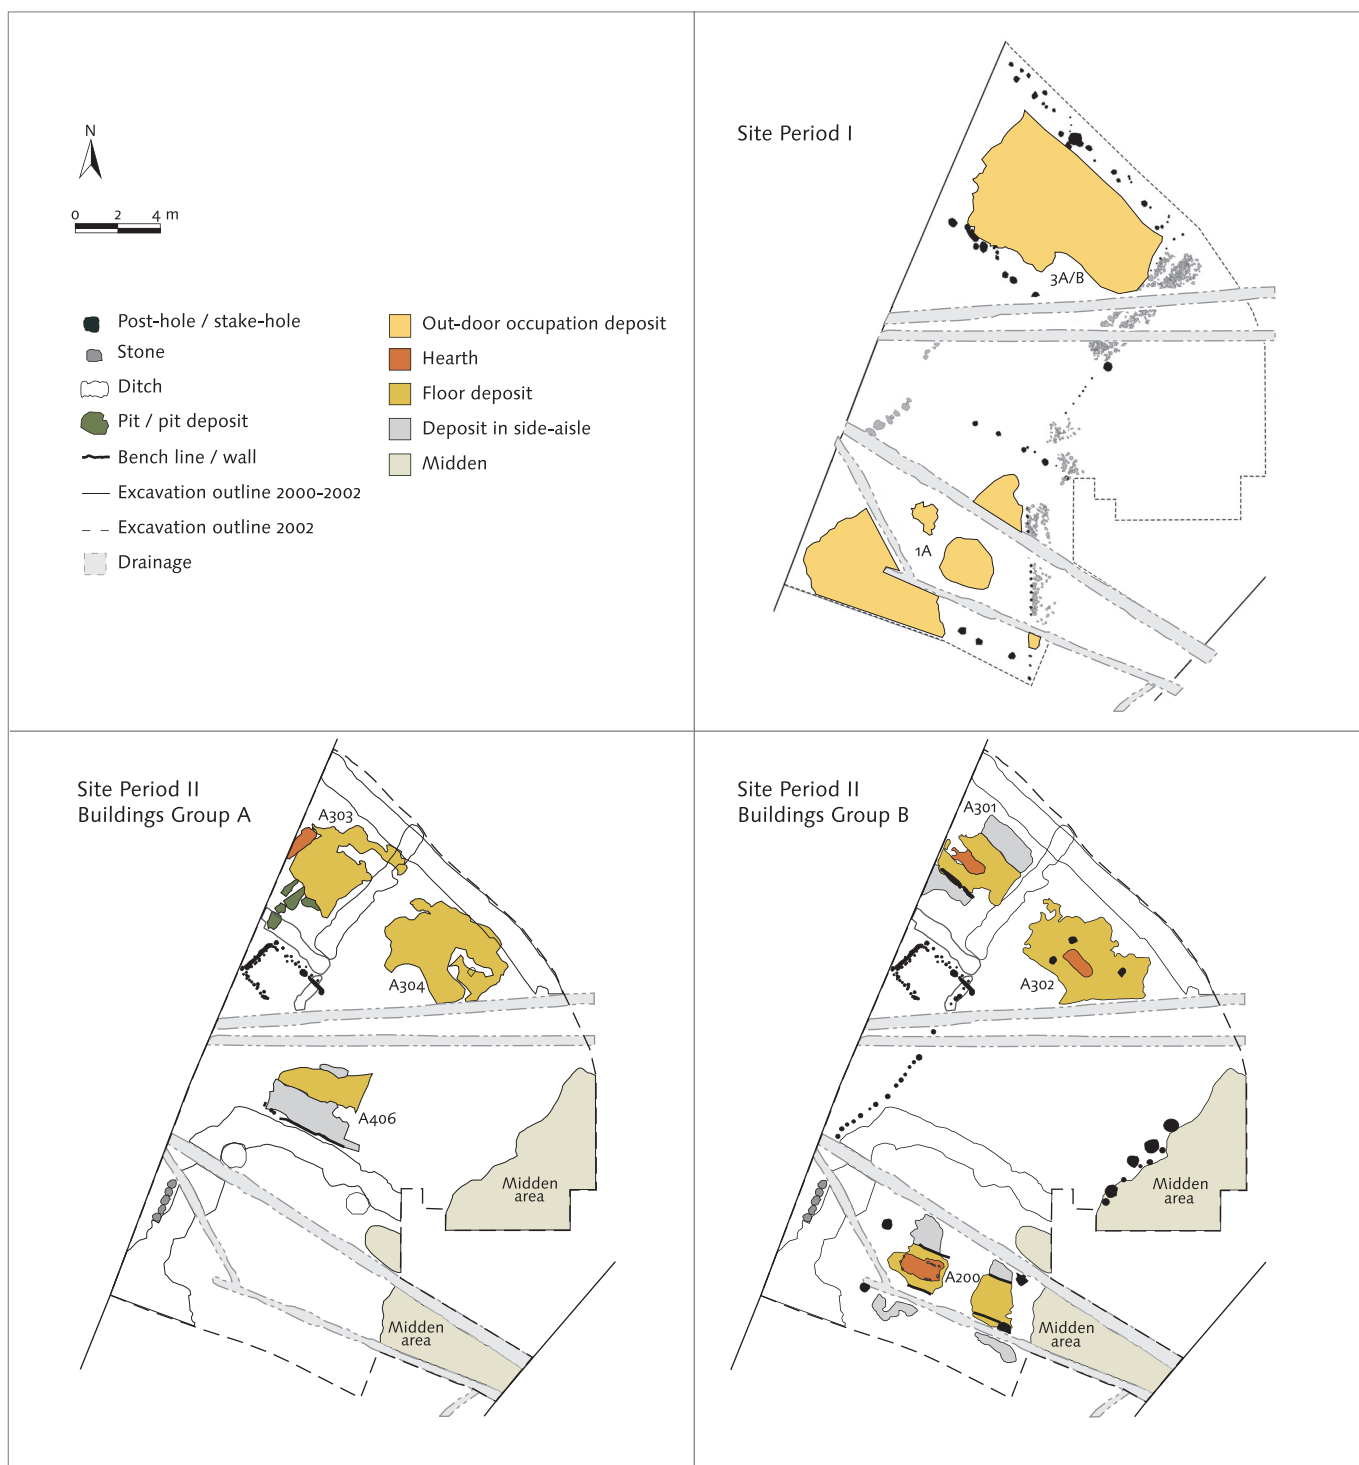 N
0 2 4 m
Post-hole / stake-hole
Stone
Ditch
Pit / pit deposit
Bench line / wall
Excavation outline 2000-2002
Excavation outline 2002
Drainage
Out-door occupation deposit
Hearth
Floor deposit
Deposit in side-aisle
Midden
Site Period I
3A/B
1A
Site Period II
Buildings Group A
A303
A304
A406
Midden
area
Midden
area
Site Period II
Buildings Group B
A301
A302
Midden
area
A200
Midden
area